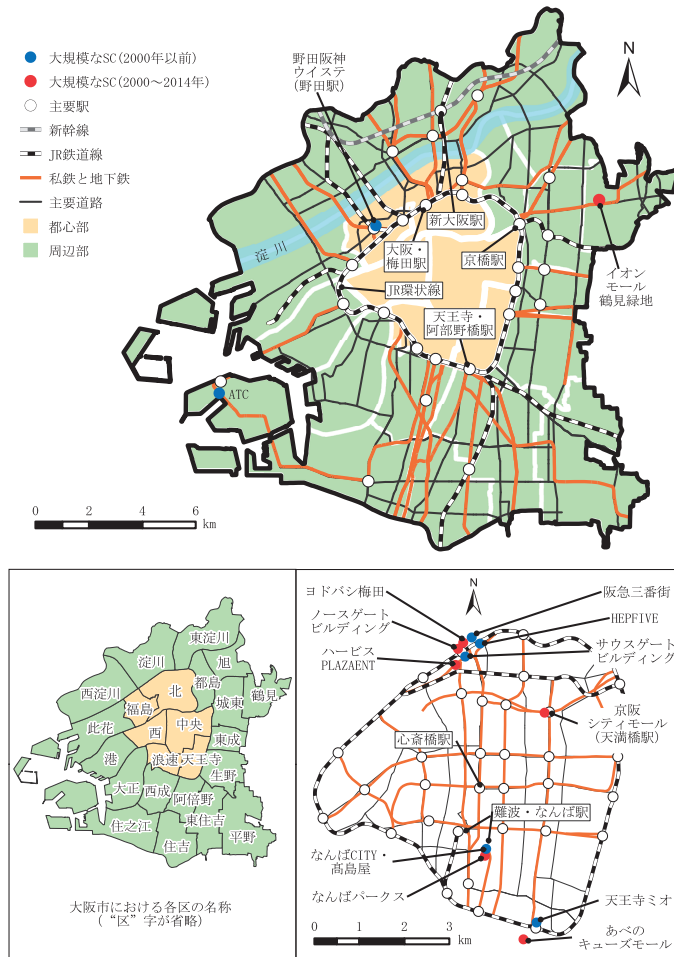 大規模なSC(2000年以前)
大規模なSC(2000～2014年)
主要駅
新幹線
JR鉄道線
私鉄と地下鉄
主要道路
都心部
周辺部
野田阪神
ウイステ
(野田駅)
N
淀川
新大阪駅
大阪・
梅田駅
京橋駅
JR環状線
天王寺・
阿部野橋駅
イオン
モール
鶴見緑地
ATC
0 2 4 6
km
東淀川
淀川
旭
西淀川
北
都島
鶴見
福島
城東
此花
西
中央
東成
港
浪速
天王寺
生野
大正
西成
阿倍野
住之江
東住吉
平野
住吉
大阪市における各区の名称
(“区”字が省略)
N
ヨドバシ梅田
阪急三番街
ノースゲート
ビルディング
HEPFIVE
ハービス
PLAZAENT
サウスゲート
ビルディング
京阪
シティモール
(天満橋駅)
心斎橋駅
難波・なんば駅
なんばCITY・
髙島屋
なんばパークス
天王寺ミオ
あべの
キューズモール
0 1 2 3
km